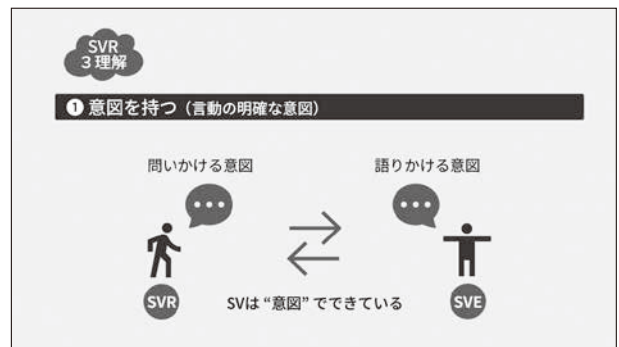 SVR
3理解
❶ 意図を持つ（言動の明確な意図）
問いかける意図
語りかける意図
SVR
SVは“意図”でできている
SVE